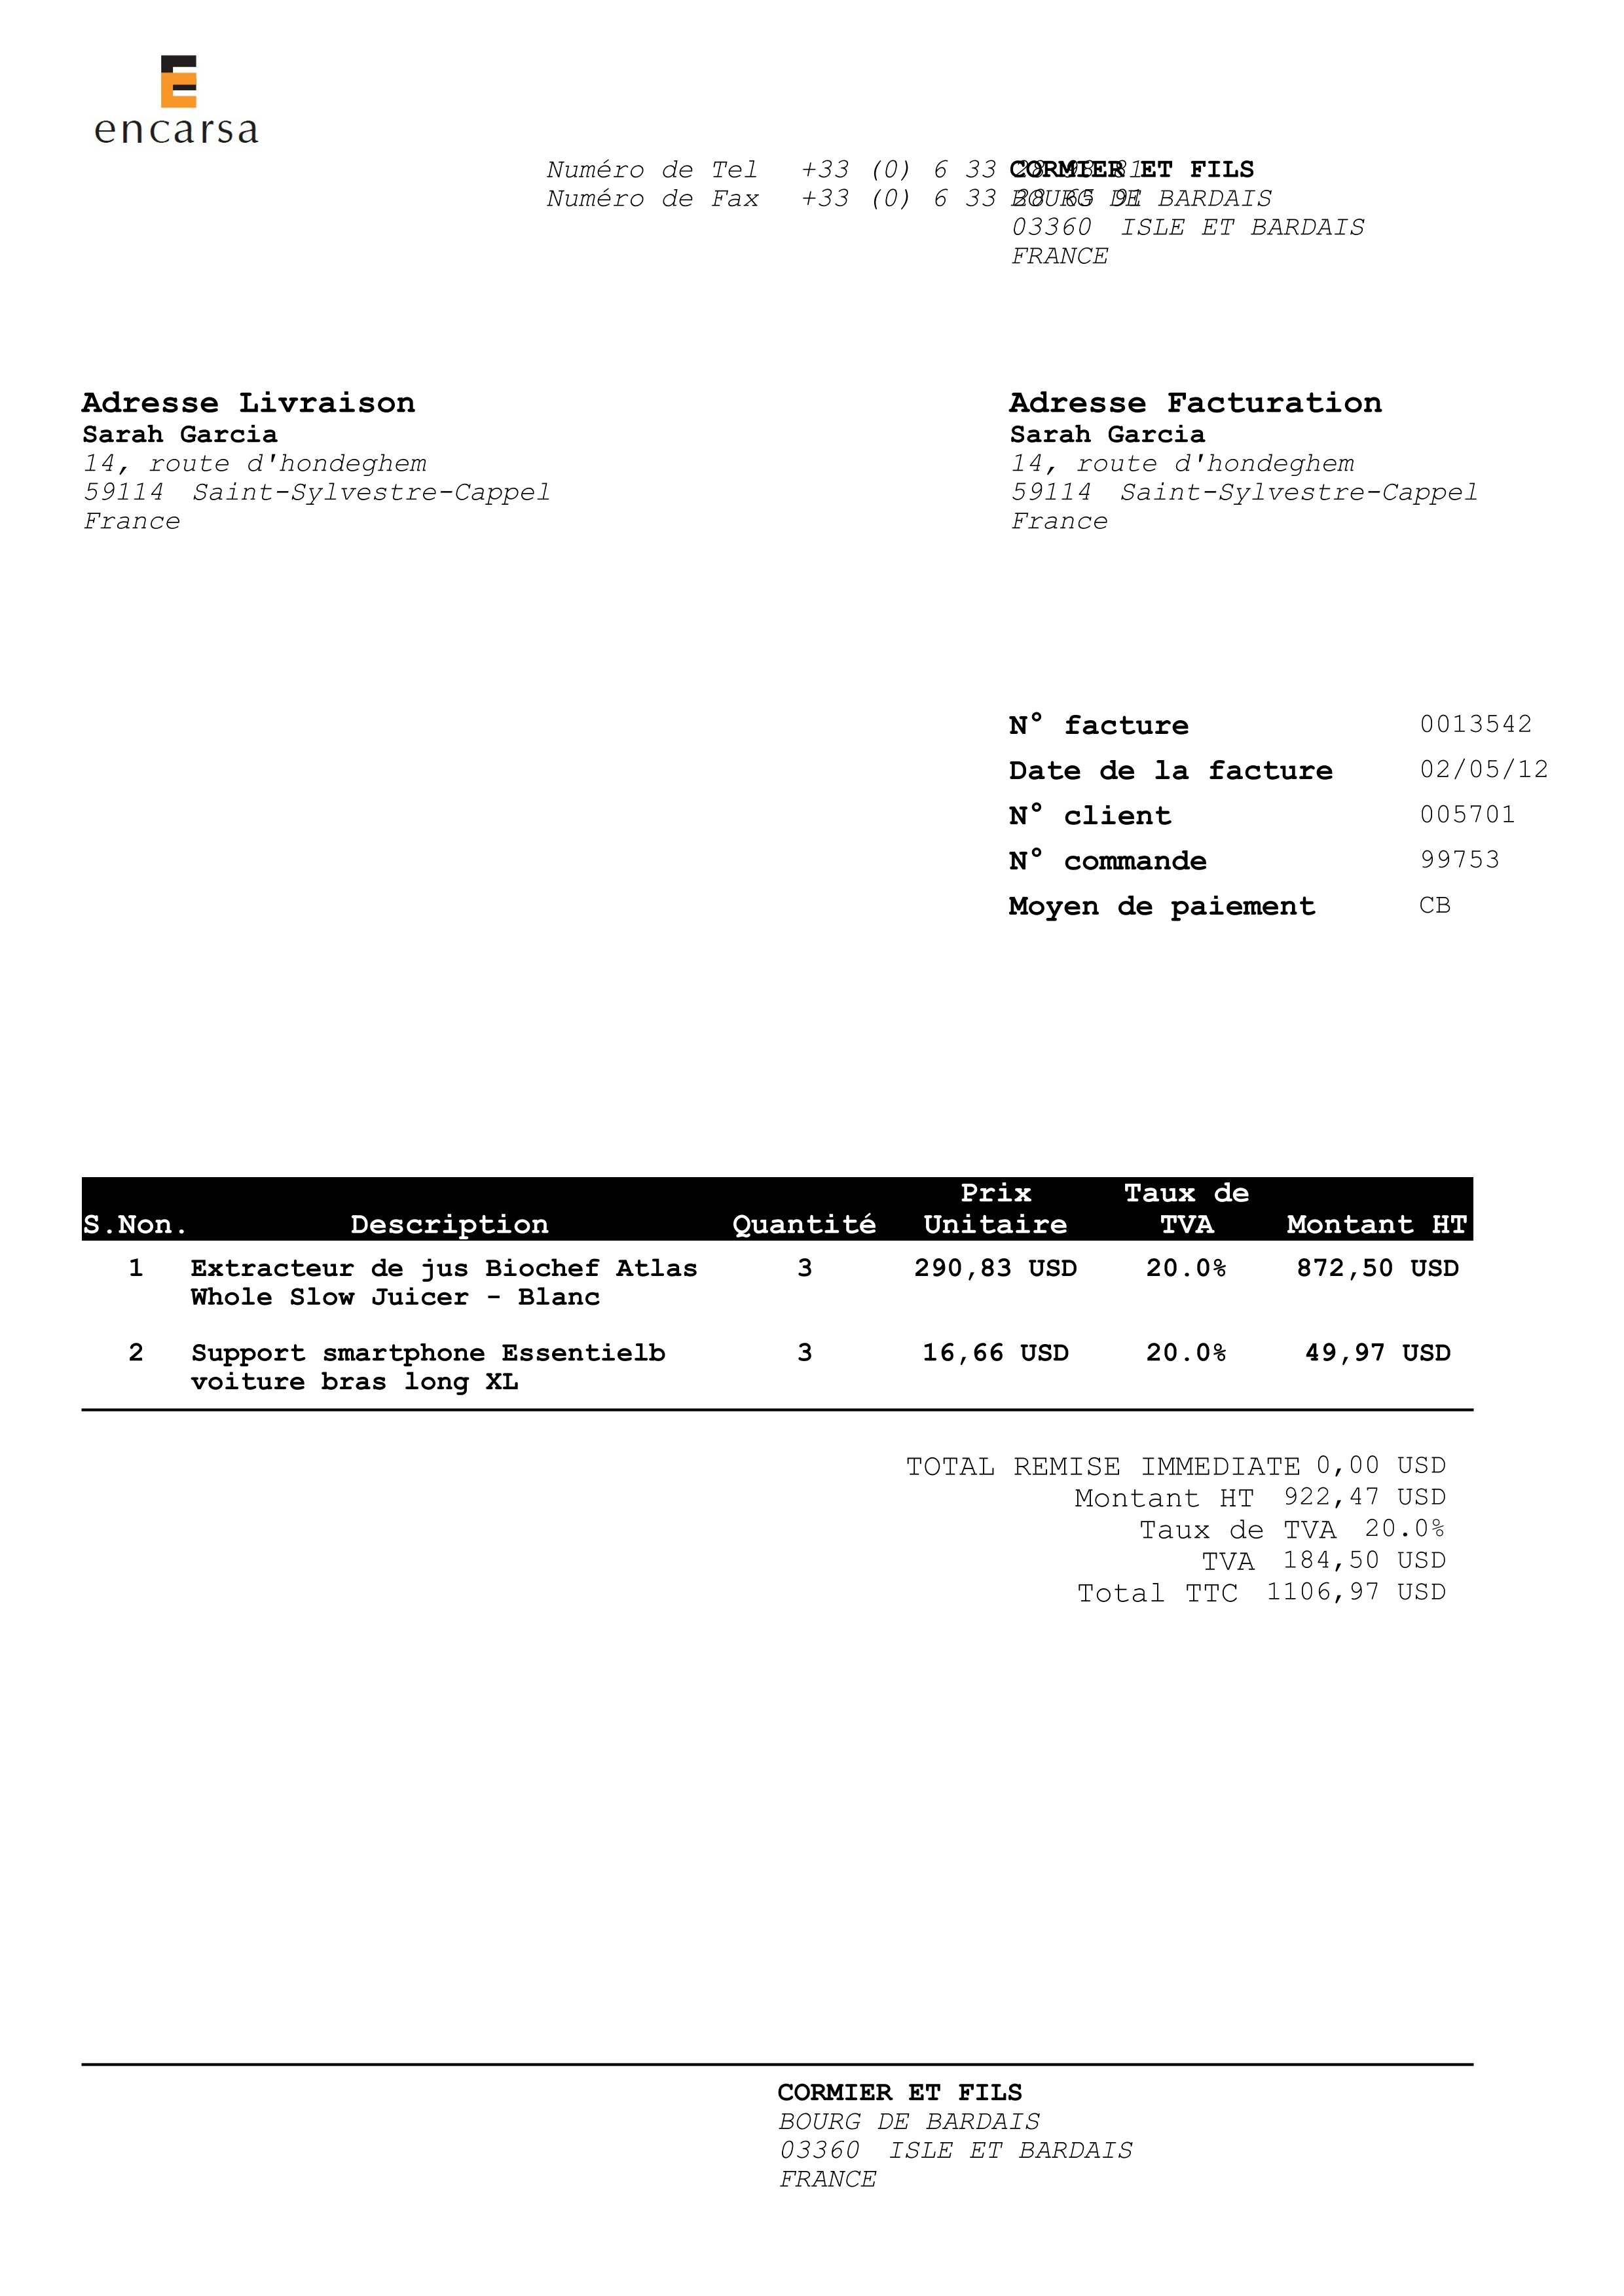 encarsa
Numéro de Tel +33 (0) 6 33 CORMIER ET FILS
Numéro de Fax +33 (0) 6 33 BOURG DE BARDAIS
03360 ISLE ET BARDAIS
FRANCE
Adresse Livraison
Sarah Garcia
14, route d'hondeghem
59114 Saint-Sylvestre-Cappel
France
Adresse Facturation
Sarah Garcia
14, route d'hondeghem
59114 Saint-Sylvestre-Cappel
France
N° facture 0013542
Date de la facture 02/05/12
N° client 005701
N° commande 99753
Moyen de paiement CB
S.Non. Description Quantité Prix Unitaire Taux de TVA Montant HT
1 Extracteur de jus Biochef Atlas 3 290,83 USD 20.0% 872,50 USD
Whole Slow Juicer - Blanc
2 Support smartphone Essentielb 3 16,66 USD 20.0% 49,97 USD
voiture bras long XL
TOTAL REMISE IMMEDIATE 0,00 USD
Montant HT 922,47 USD
Taux de TVA 20.0%
TVA 184,50 USD
Total TTC 1106,97 USD
CORMIER ET FILS
BOURG DE BARDAIS
03360 ISLE ET BARDAIS
FRANCE